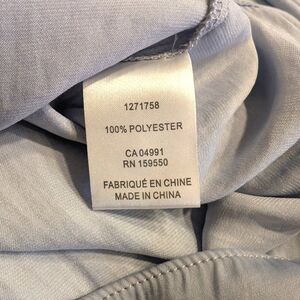 1271758
100% POLYESTER
CA 04991
RN 159550
FABRIQUÉ EN CHINE
MADE IN CHINA